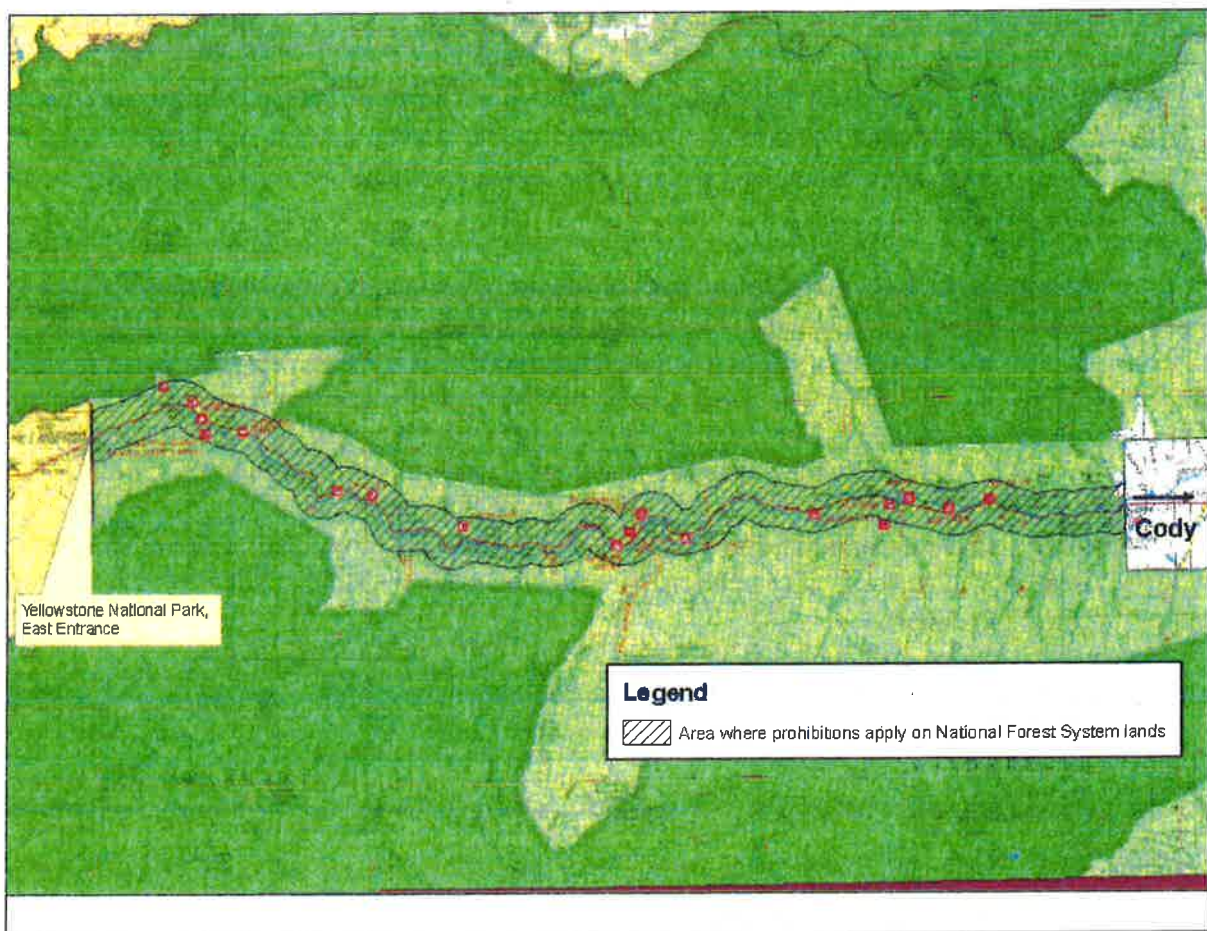 Yellowstone National Park,
East Entrance
Cody
Legend
Area where prohibitions apply on National Forest System lands